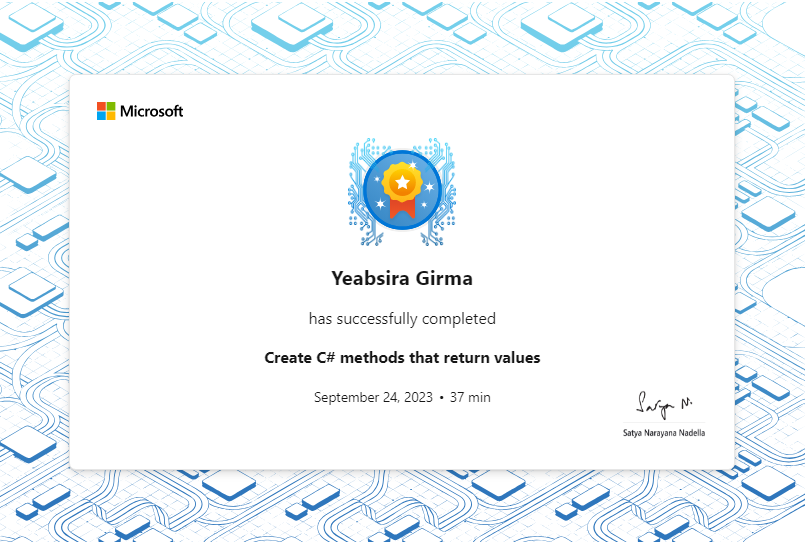 Microsoft
Yeabsira Girma
has successfully completed
Create C# methods that return values
September 24, 2023 • 37 min
Satya N.
Satya Narayana Nadella